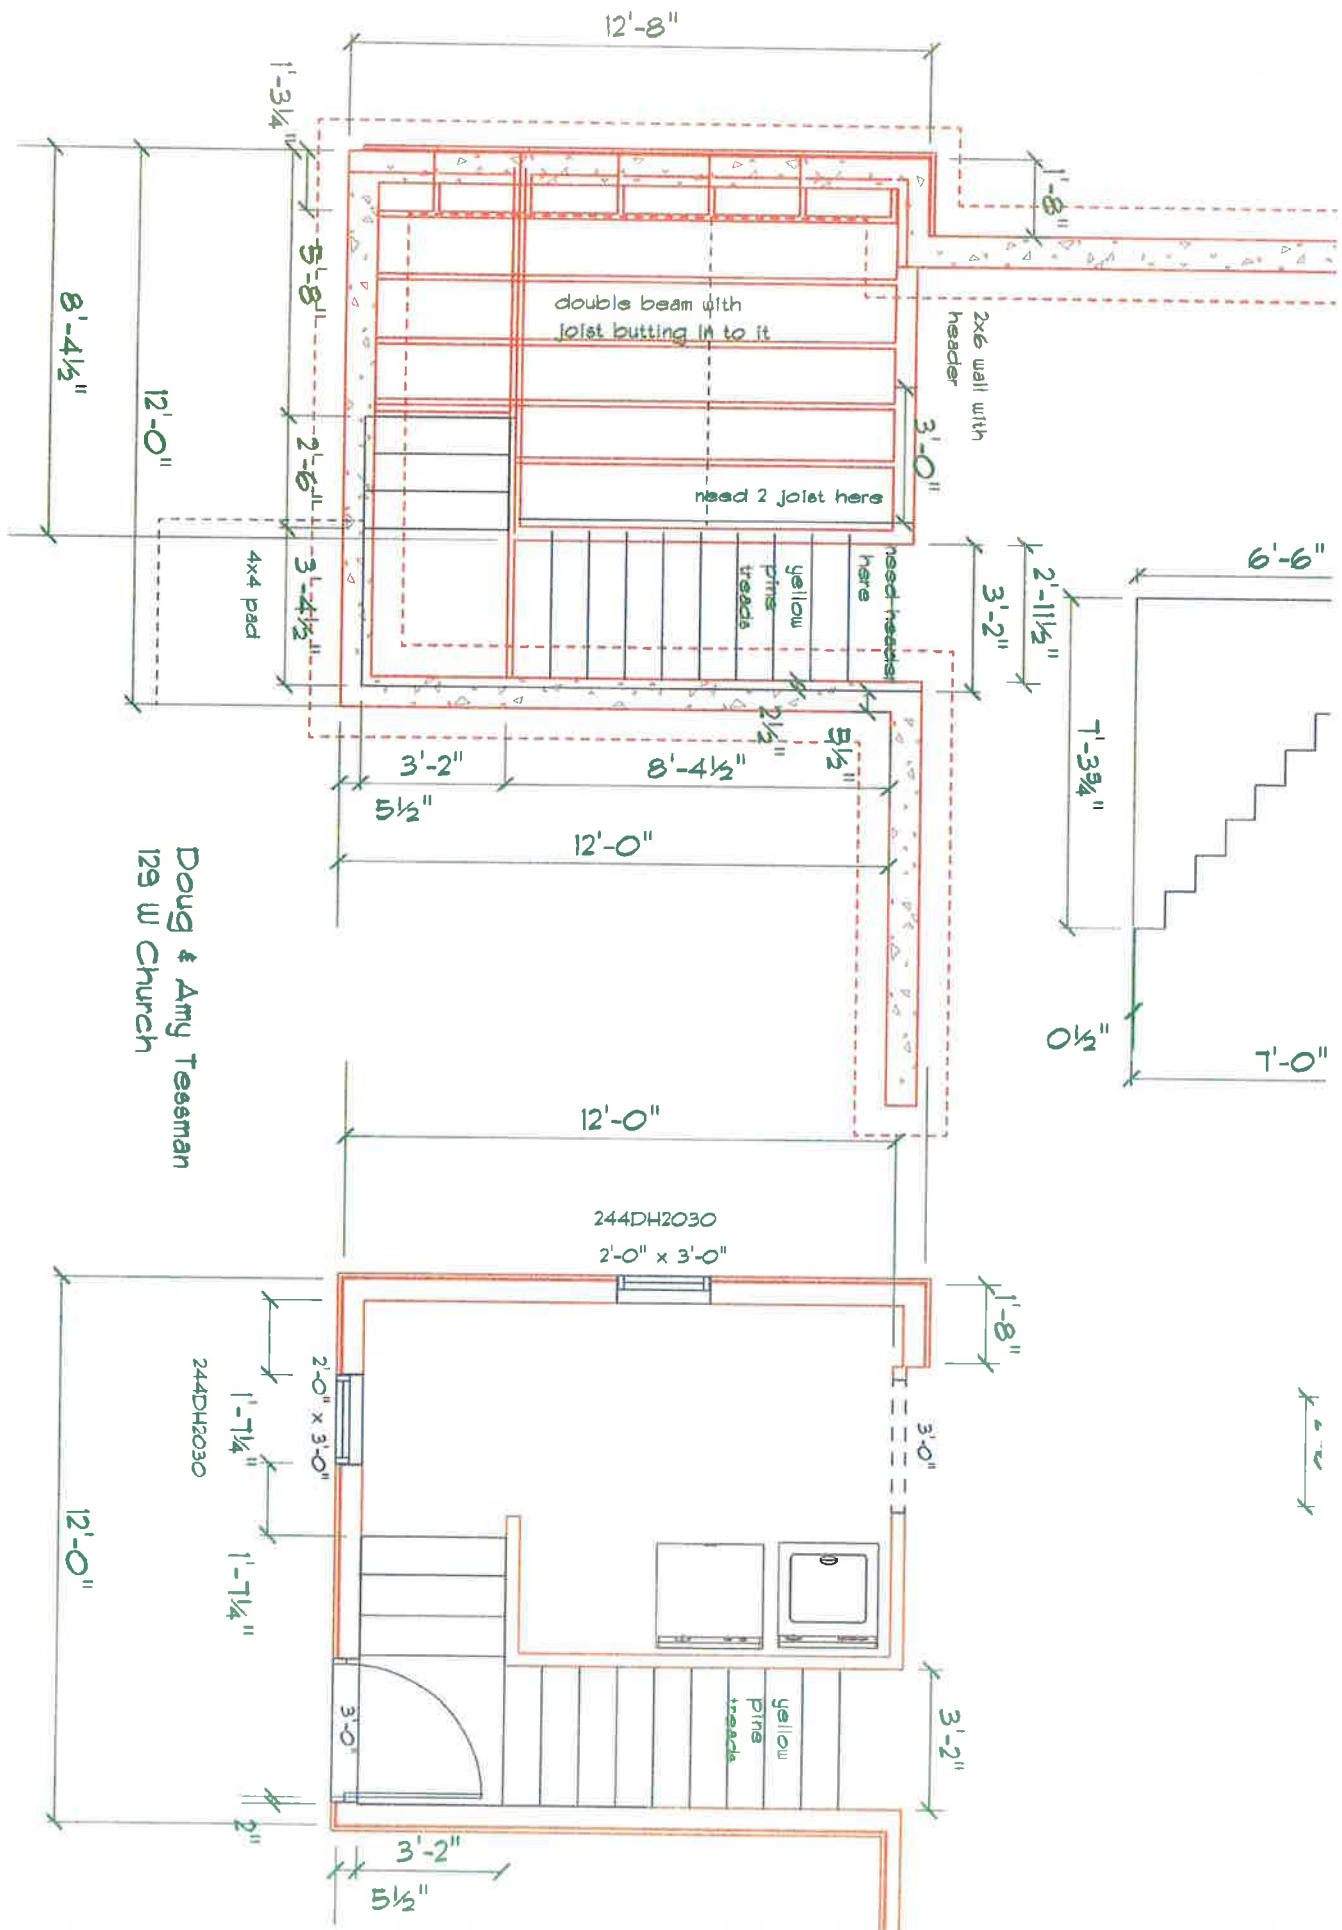 12'-8"
1'-3¼"
1'-8"
5'-8"
8'-4½"
12'-0"
double beam with
joist butting in to it
2x6 wall with
header
3'-0"
2'-6"
need 2 joist here
3'-4½"
4x4 pad
need header
here
yellow
pine
treads
2'-11½"
3'-2"
6'-6"
7'-3¾"
0½"
7'-0"
2½"
5½"
3'-2"
8'-4½"
5½"
12'-0"
Doug & Amy Tessman
129 W Church
12'-0"
244DH2030
2'-0" x 3'-0"
1'-8"
2'-0" x 3'-0"
244DH2030
1'-7¼"
3'-0"
12'-0"
1'-7¼"
yellow
pine
treads
3'-0"
3'-2"
2"
3'-2"
5½"